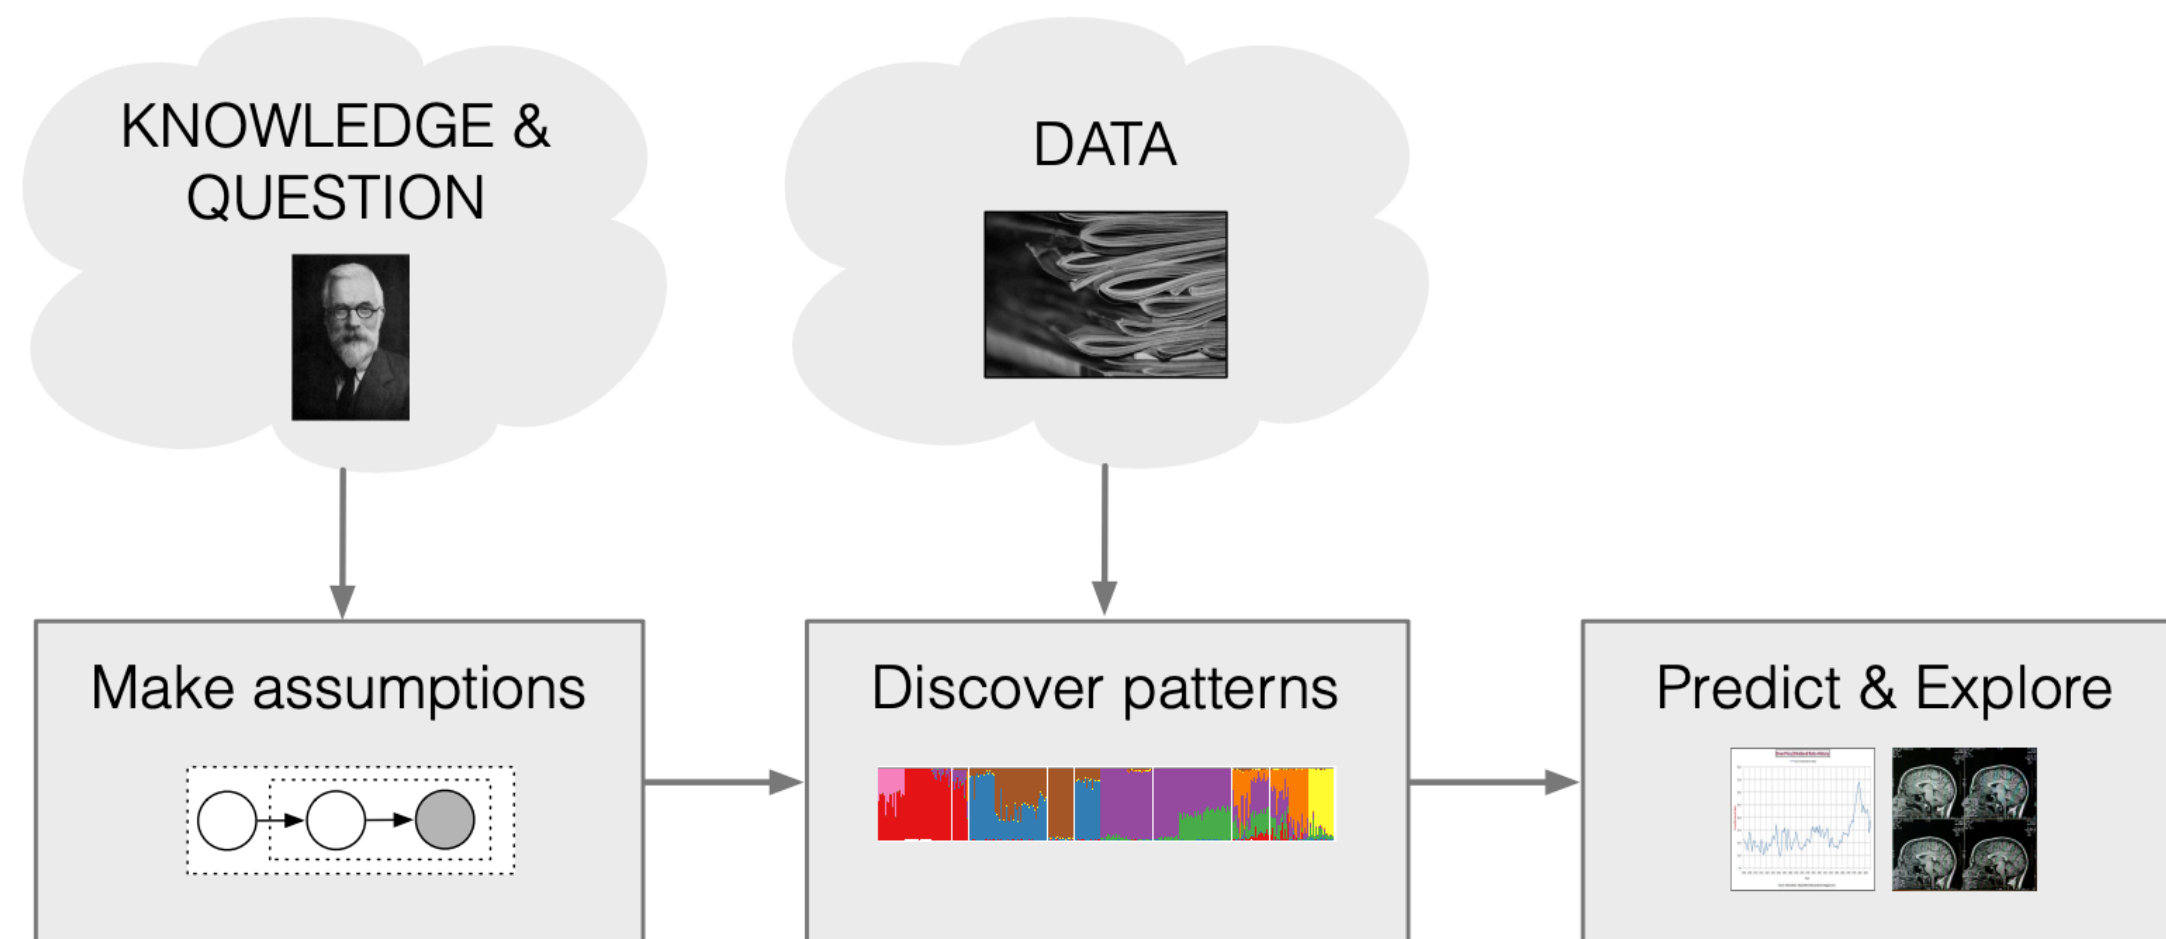 KNOWLEDGE &
QUESTION
DATA
Make assumptions
Discover patterns
Predict & Explore